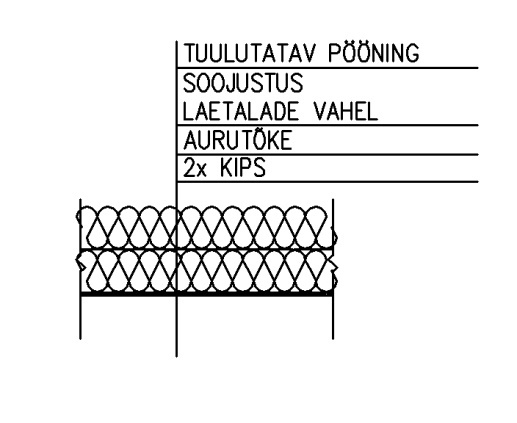 TUULUTATAV PÖÖNING
SOOJUSTUS
LAETALADE VAHEL
AURUTÕKE
2x KIPS